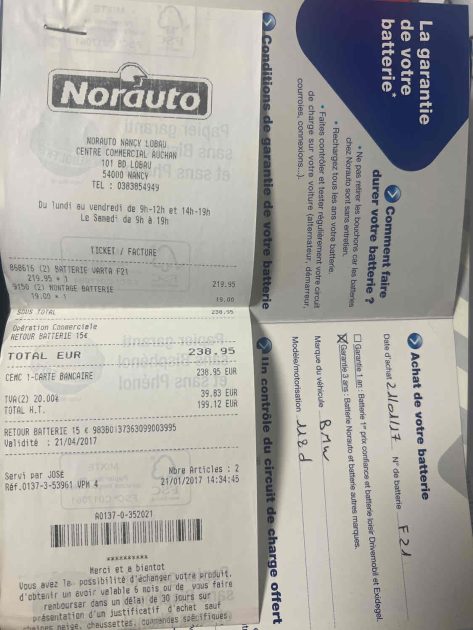 Norauto
NORAUTO NANCY LOBAU
CENTRE COMMERCIAL AUCHAN
101 BD LOBAU
54000 NANCY
TEL : 0383854949
Du lundi au vendredi de 9h-12h et 14h-19h
Le Samedi de 9h à 19h
TICKET / FACTURE
868616 (2) BATTERIE VARTA F21
219.95 * 1 219.95
9150 (2) MONTAGE BATTERIE
19.00 * 1 19.00
SOUS TOTAL 238.95
Opération Commerciale
RETOUR BATTERIE 15€
TOTAL EUR 238.95
CEMC 1-CARTE BANCAIRE 238.95 EUR
TVA(2) 20.00% 39.83 EUR
TOTAL H.T. 199.12 EUR
RETOUR BATTERIE 15 € 983B0137363099003995
Validité : 21/04/2017
Servi par JOSE Nbre Articles : 2
Réf.0137-3-53961 VPM 4 21/01/2017 14:34:45
A0137-0-352021
**********
Merci et a bientot
Vous avez la possibilité d'échanger votre produit,
d'obtenir un avoir valable 6 mois ou de vous faire
rembourser dans un délai de 30 jours sur
présentation d'un justificatif d'achat sauf
chaines neige, chaussettes, commandes spécifiques,
La garantie
de votre
batterie*
Comment faire
durer votre batterie ?
• Ne pas retirer les bouchons car les batteries
chez Norauto sont sans entretien.
• Rechargez tous les ans votre batterie.
• Faites contrôler et tester régulièrement votre circuit
de charge sur votre voiture (alternateur, démarreur,
courroies, connexions...).
Conditions de garantie de votre batterie
Achat de votre batterie
Date d'achat 21/01/17 N° de batterie F21
Garantie 1 an : Batterie 1er prix confiance et batterie loisir Drivermobil et Exidegel.
X Garantie 3 ans : Batterie Norauto et batterie autres marques.
Marque du véhicule BMW
Modèle/motorisation
Un contrôle du circuit de charge offert